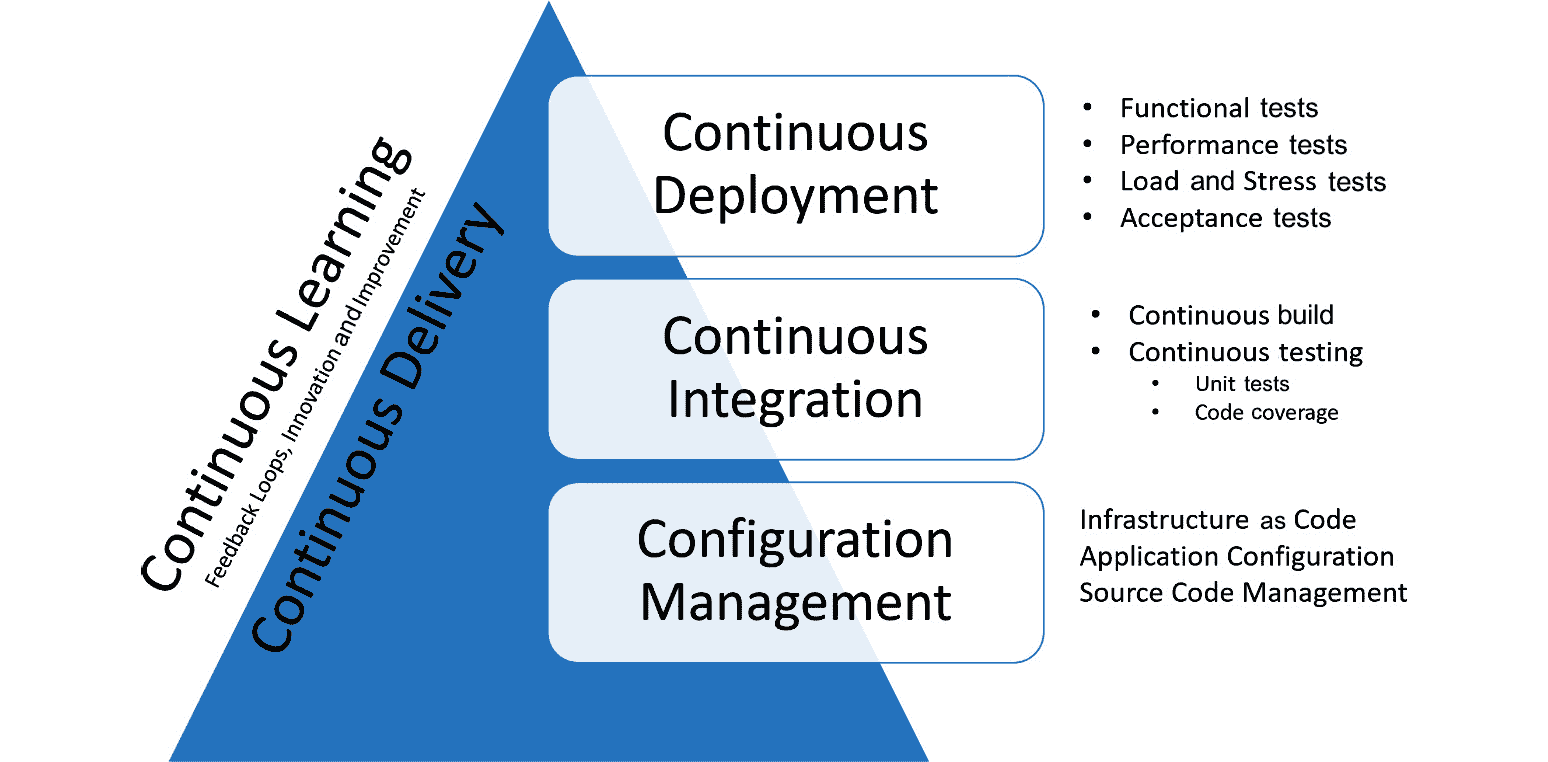 Continuous Learning
Feedback Loops, Innovation and Improvement
Continuous Delivery
Continuous
Deployment
• Functional tests
• Performance tests
• Load and Stress tests
• Acceptance tests
Continuous
Integration
• Continuous build
• Continuous testing
• Unit tests
• Code coverage
Configuration
Management
Infrastructure as Code
Application Configuration
Source Code Management